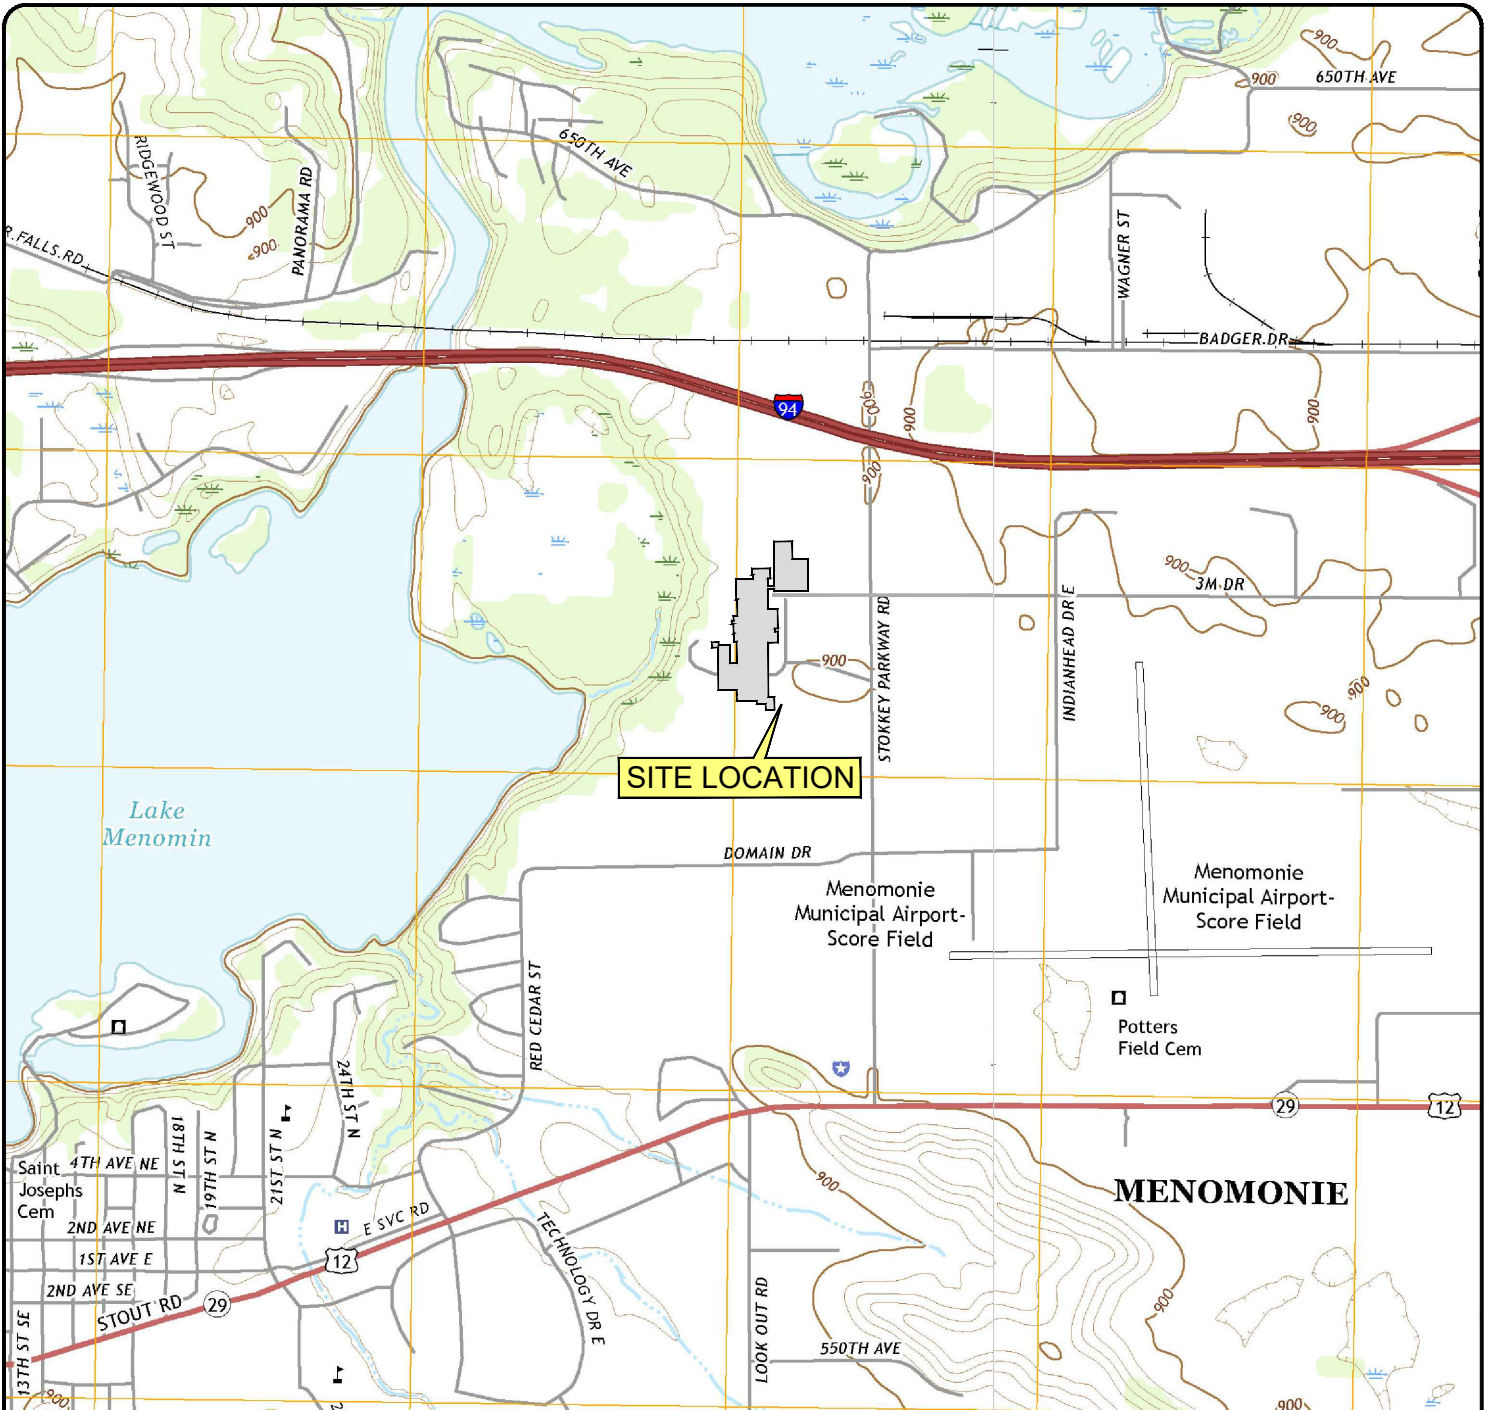 900
900
650TH AVE
900
650TH AVE
RIDGEWOOD ST
PANORAMA RD
900
900
R.FALLS.RD
WAGNER ST
BADGER.DR
94
900
900
900
900
900
3M DR
STOKKEY PARKWAY RD
INDIANHEAD DR E
900
900
900
SITE LOCATION
Lake
Menomin
DOMAIN DR
Menomonie
Municipal Airport-
Score Field
Menomonie
Municipal Airport-
Score Field
RED CEDAR ST
Potters
Field Cem
24TH ST N
29
12
18TH ST N
19TH ST N
21ST ST N
4TH AVE NE
Saint
Josephs
Cem
900
MENOMONIE
2ND AVE NE
H
E SVC RD
1ST AVE E
12
TECHNOLOGY DR E
2ND AVE SE
STOUT RD
29
900
13TH ST SE
LOOK OUT RD
550TH AVE
900
2
900